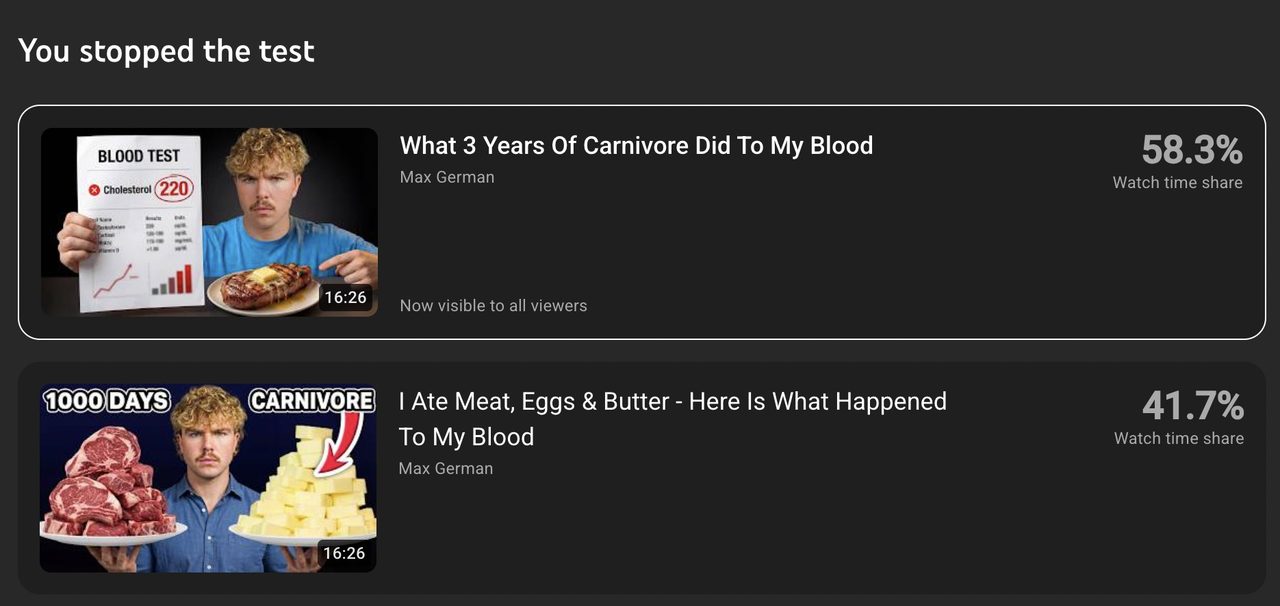 You stopped the test
BLOOD TEST
Cholesterol 220
Results
Units
16:26
What 3 Years Of Carnivore Did To My Blood
Max German
Now visible to all viewers
58.3%
Watch time share
1000 DAYS
CARNIVORE
16:26
I Ate Meat, Eggs & Butter - Here Is What Happened
To My Blood
Max German
41.7%
Watch time share